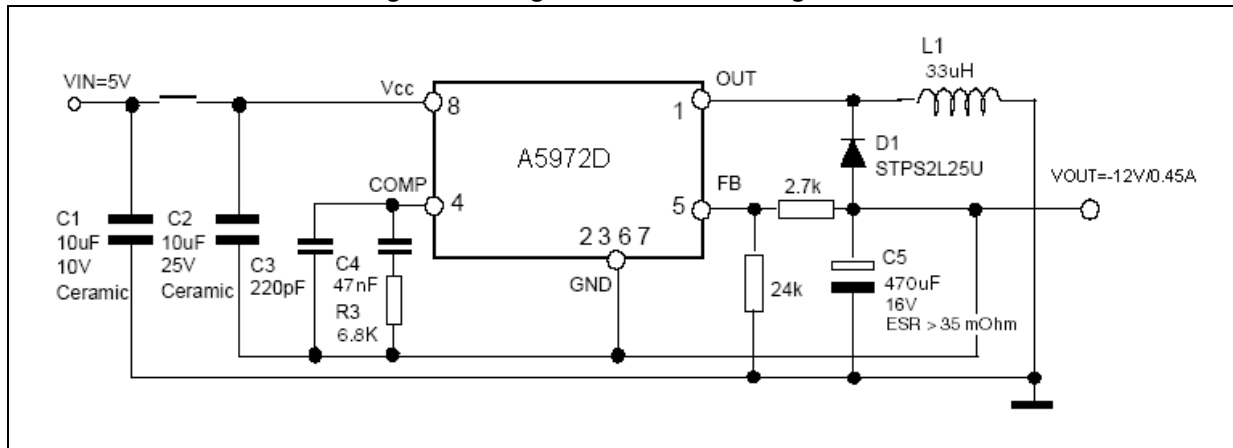 L1
33uH
VIN=5V
Vcc
8
OUT
1
A5972D
D1
STPS2L25U
COMP
4
FB
5
2.7k
VOUT=-12V/0.45A
2 3 6 7
GND
C1
10uF
10V
Ceramic
C2
10uF
25V
Ceramic
C3
220pF
C4
47nF
R3
6.8K
24k
C5
470uF
16V
ESR > 35 mOhm